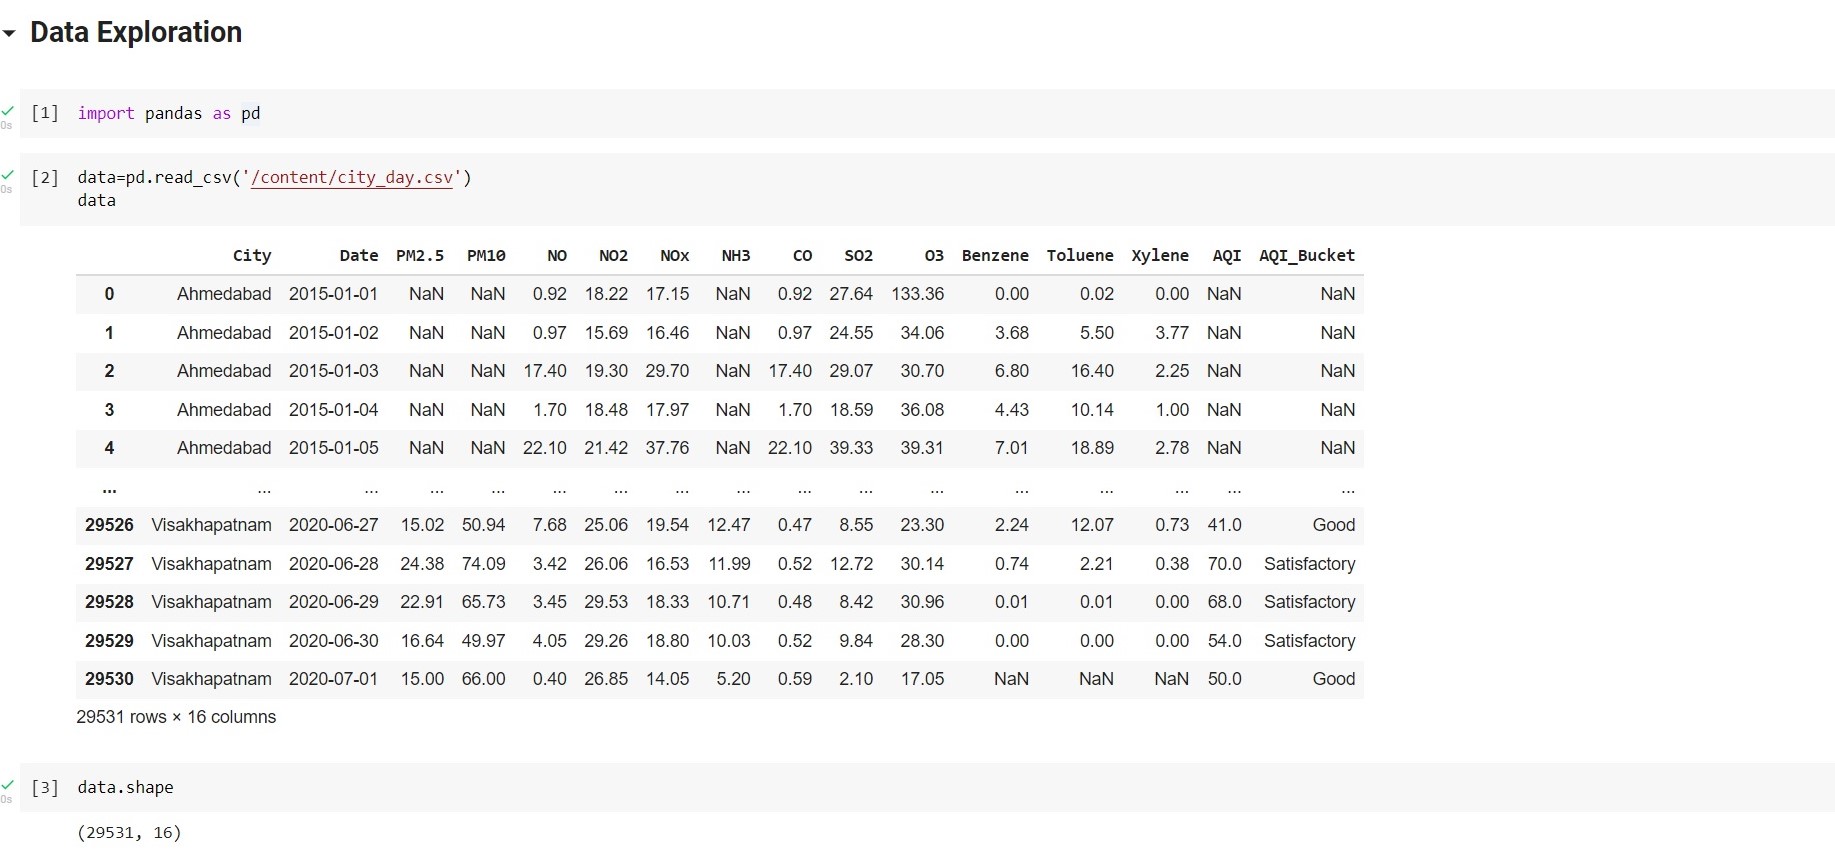 Data Exploration
[1] import pandas as pd
0s
[2] data=pd.read_csv('/content/city_day.csv')
0s
data
City Date PM2.5 PM10 NO NO2 NOx NH3 CO SO2 O3 Benzene Toluene Xylene AQI AQI_Bucket
0 Ahmedabad 2015-01-01 NaN NaN 0.92 18.22 17.15 NaN 0.92 27.64 133.36 0.00 0.02 0.00 NaN NaN
1 Ahmedabad 2015-01-02 NaN NaN 0.97 15.69 16.46 NaN 0.97 24.55 34.06 3.68 5.50 3.77 NaN NaN
2 Ahmedabad 2015-01-03 NaN NaN 17.40 19.30 29.70 NaN 17.40 29.07 30.70 6.80 16.40 2.25 NaN NaN
3 Ahmedabad 2015-01-04 NaN NaN 1.70 18.48 17.97 NaN 1.70 18.59 36.08 4.43 10.14 1.00 NaN NaN
4 Ahmedabad 2015-01-05 NaN NaN 22.10 21.42 37.76 NaN 22.10 39.33 39.31 7.01 18.89 2.78 NaN NaN
... ... ... ... ... ... ... ... ... ... ... ... ... ... ... ... ...
29526 Visakhapatnam 2020-06-27 15.02 50.94 7.68 25.06 19.54 12.47 0.47 8.55 23.30 2.24 12.07 0.73 41.0 Good
29527 Visakhapatnam 2020-06-28 24.38 74.09 3.42 26.06 16.53 11.99 0.52 12.72 30.14 0.74 2.21 0.38 70.0 Satisfactory
29528 Visakhapatnam 2020-06-29 22.91 65.73 3.45 29.53 18.33 10.71 0.48 8.42 30.96 0.01 0.01 0.00 68.0 Satisfactory
29529 Visakhapatnam 2020-06-30 16.64 49.97 4.05 29.26 18.80 10.03 0.52 9.84 28.30 0.00 0.00 0.00 54.0 Satisfactory
29530 Visakhapatnam 2020-07-01 15.00 66.00 0.40 26.85 14.05 5.20 0.59 2.10 17.05 NaN NaN NaN 50.0 Good
29531 rows × 16 columns
[3] data.shape
0s
(29531, 16)